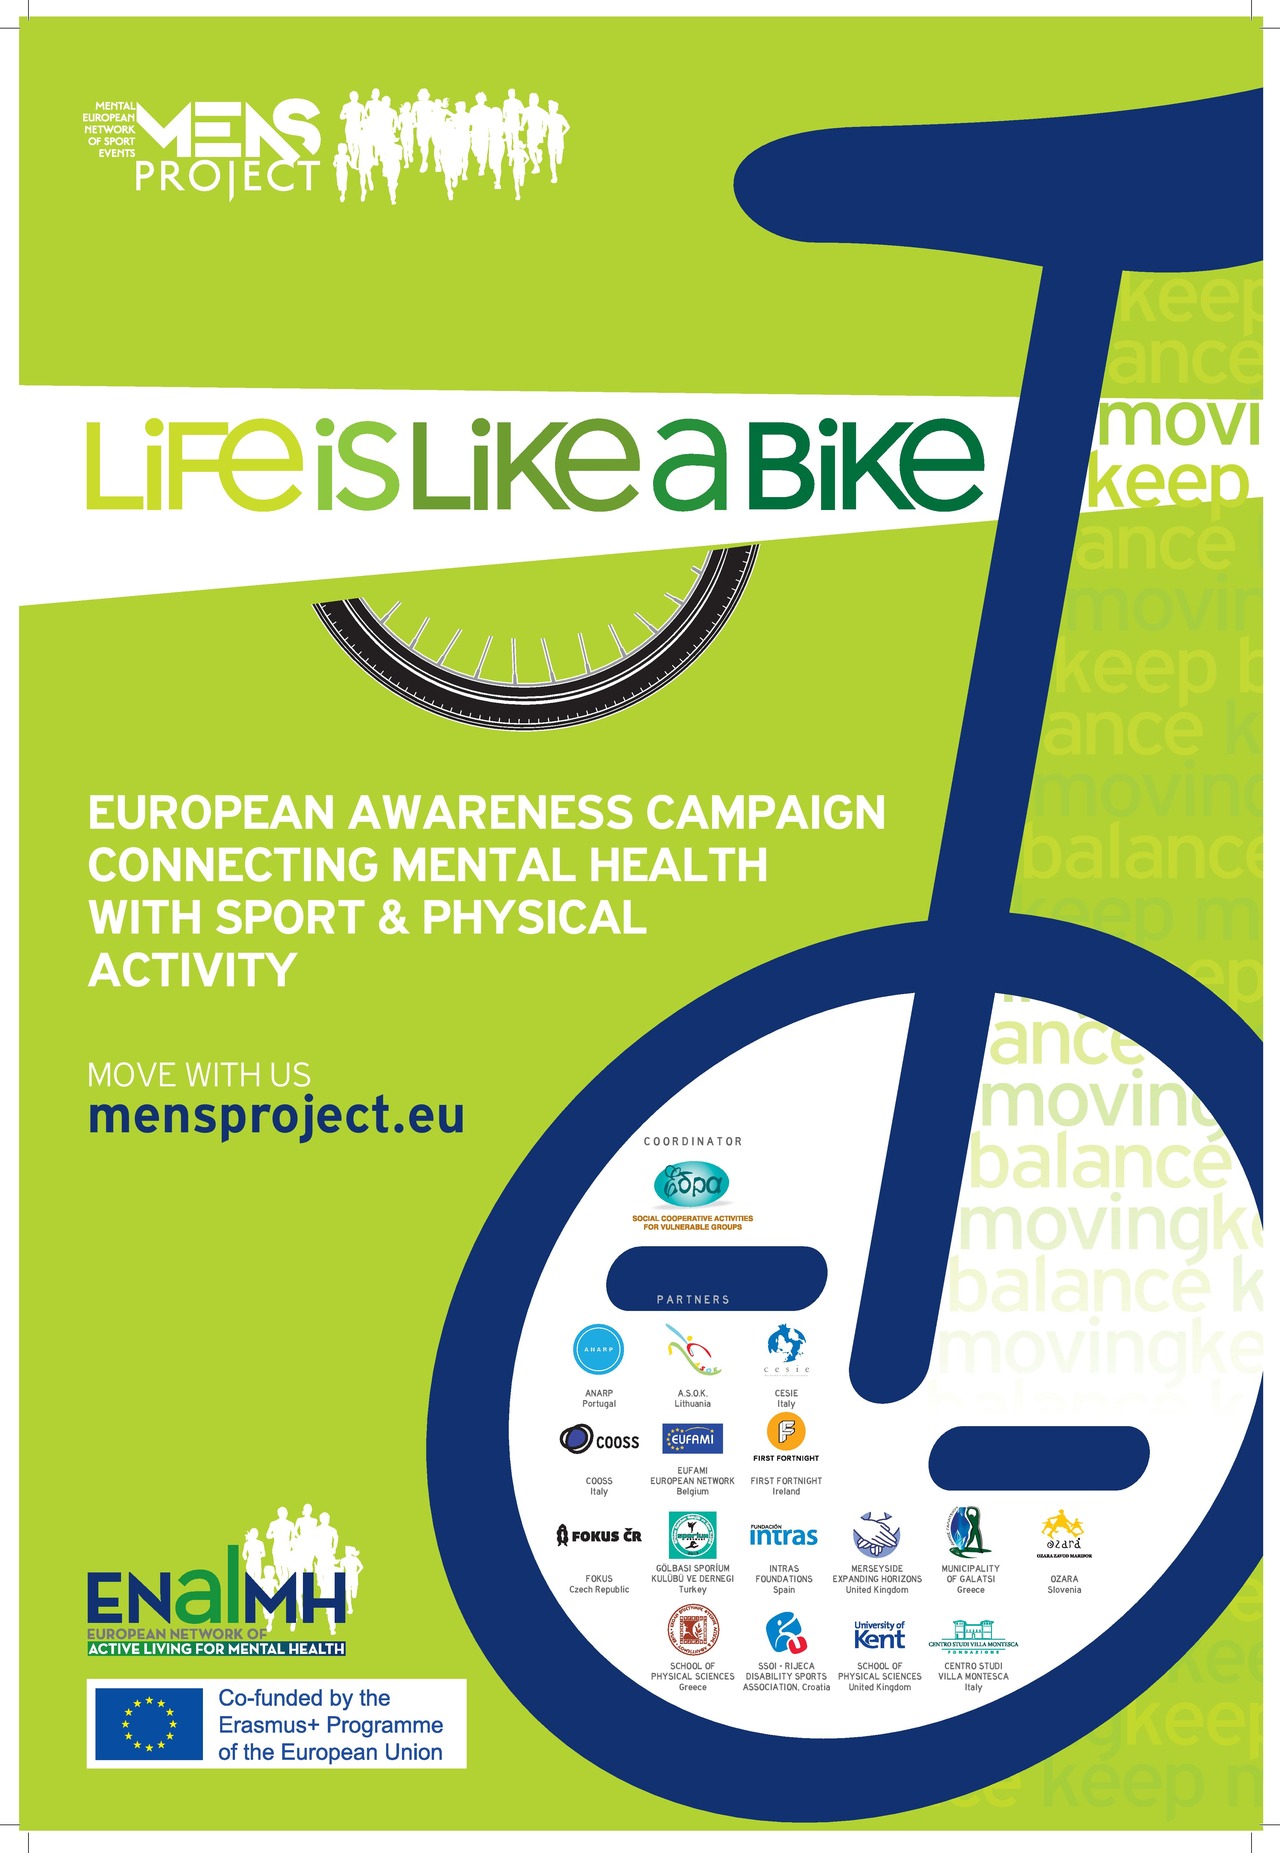 MENTAL
EUROPEAN
NETWORK
OF SPORT
EVENTS
MENS
PROJECT
LiFe iS LiKe a BiKe
EUROPEAN AWARENESS CAMPAIGN
CONNECTING MENTAL HEALTH
WITH SPORT & PHYSICAL
ACTIVITY
MOVE WITH US
mensproject.eu
keep
ance
movi
keep
ance
movin
keep b
ance k
moving
balance
keep m
ep
ance
moving
balance
movingke
balance k
movingke
balance k
COORDINATOR
έδρα
SOCIAL COOPERATIVE ACTIVITIES
FOR VULNERABLE GROUPS
PARTNERS
ANARP
cesie
ANARP
Portugal
A.S.O.K.
Lithuania
CESIE
Italy
COOSS
EUFAMI
F
FIRST FORTNIGHT
COOSS
Italy
EUFAMI
EUROPEAN NETWORK
Belgium
FIRST FORTNIGHT
Ireland
FOKUS ČR
FUNDACIÓN
intras
ozara
OZARA ZAVOD MARIBOR
FOKUS
Czech Republic
GÖLBASI SPORİUM
KULÜBÜ VE DERNEGI
Turkey
INTRAS
FOUNDATIONS
Spain
MERSEYSIDE
EXPANDING HORIZONS
United Kingdom
MUNICIPALITY
OF GALATSI
Greece
OZARA
Slovenia
University of
Kent
CENTRO STUDI VILLA MONTESCA
FONDAZIONE
SCHOOL OF
PHYSICAL SCIENCES
Greece
SSOI - RIJECA
DISABILITY SPORTS
ASSOCIATION, Croatia
SCHOOL OF
PHYSICAL SCIENCES
United Kingdom
CENTRO STUDI
VILLA MONTESCA
Italy
kee
keep
keep m
ENalMH
EUROPEAN NETWORK OF
ACTIVE LIVING FOR MENTAL HEALTH
Co-funded by the
Erasmus+ Programme
of the European Union